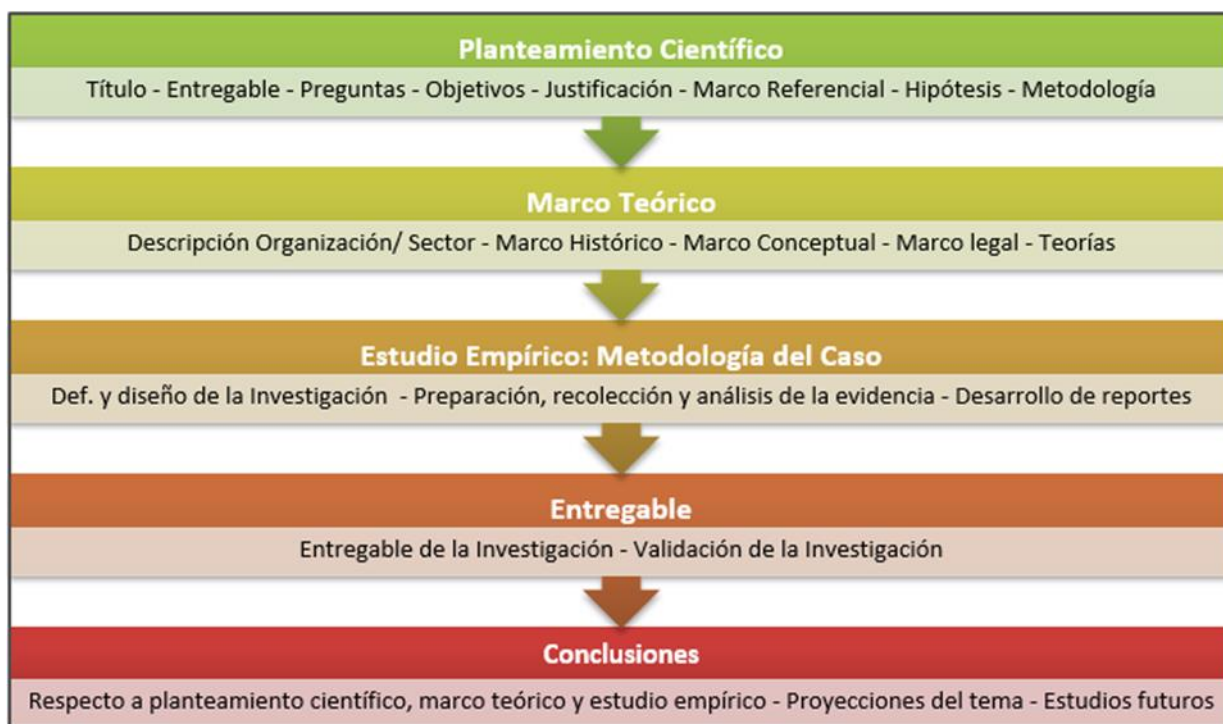 Planteamiento Científico
Título - Entregable - Preguntas - Objetivos - Justificación - Marco Referencial - Hipótesis - Metodología
Marco Teórico
Descripción Organización/ Sector - Marco Histórico - Marco Conceptual - Marco legal - Teorías
Estudio Empírico: Metodología del Caso
Def. y diseño de la Investigación - Preparación, recolección y análisis de la evidencia - Desarrollo de reportes
Entregable
Entregable de la Investigación - Validación de la Investigación
Conclusiones
Respecto a planteamiento científico, marco teórico y estudio empírico - Proyecciones del tema - Estudios futuros